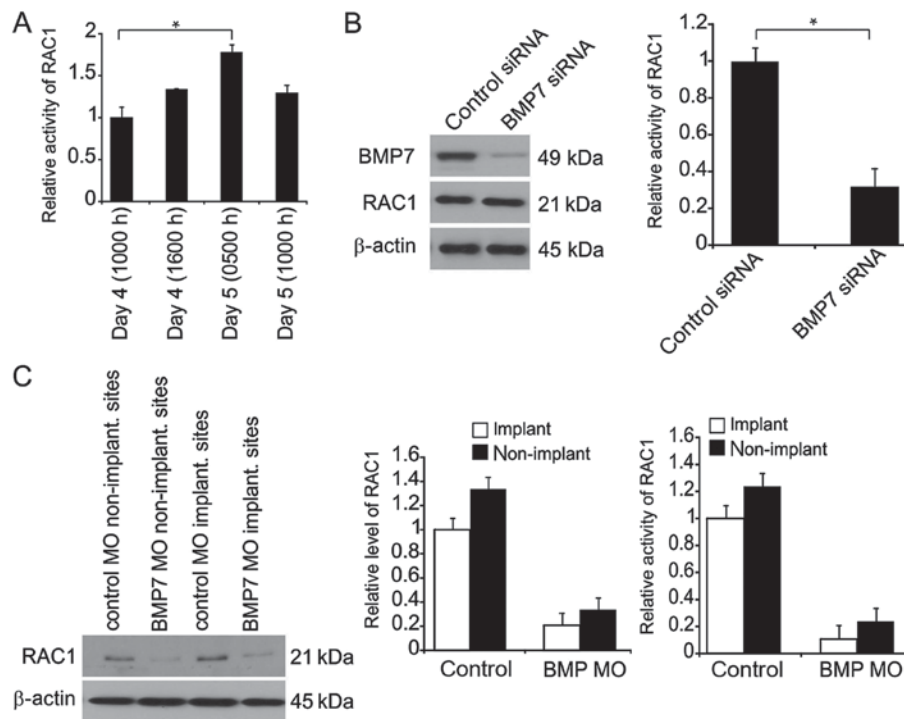 A
*
Relative activity of RAC1
2
1.5
1
0.5
0
Day 4 (1000 h)
Day 4 (1600 h)
Day 5 (0500 h)
Day 5 (1000 h)
B
Control siRNA
BMP7 siRNA
BMP7
49 kDa
RAC1
21 kDa
β-actin
45 kDa
*
Relative activity of RAC1
1.2
1
0.8
0.6
0.4
0.2
0
Control siRNA
BMP7 siRNA
C
control MO non-implant. sites
BMP7 MO non-implant. sites
control MO implant. sites
BMP7 MO implant. sites
RAC1
21 kDa
β-actin
45 kDa
Implant
Non-implant
Relative level of RAC1
1.6
1.4
1.2
1
0.8
0.6
0.4
0.2
0
Control
BMP MO
Implant
Non-implant
Relative activity of RAC1
1.6
1.4
1.2
1
0.8
0.6
0.4
0.2
0
Control
BMP MO